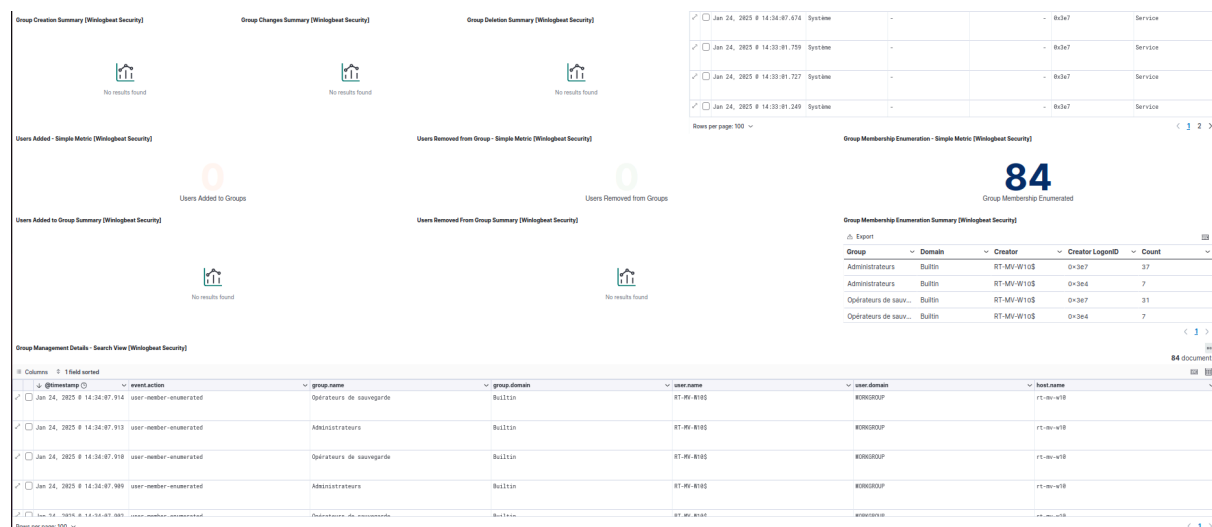 Group Creation Summary [Winlogbeat Security]
Group Changes Summary [Winlogbeat Security]
Group Deletion Summary [Winlogbeat Security]
No results found
No results found
No results found
Jan 24, 2025 @ 14:34:07.674 Système - - 0x3e7 Service
Jan 24, 2025 @ 14:33:01.759 Système - - 0x3e7 Service
Jan 24, 2025 @ 14:33:01.727 Système - - 0x3e7 Service
Jan 24, 2025 @ 14:33:01.249 Système - - 0x3e7 Service
Rows per page: 100 1 2
Users Added - Simple Metric [Winlogbeat Security]
0
Users Added to Groups
Users Removed from Group - Simple Metric [Winlogbeat Security]
0
Users Removed from Groups
Group Membership Enumeration - Simple Metric [Winlogbeat Security]
84
Group Membership Enumerated
Users Added to Group Summary [Winlogbeat Security]
No results found
Users Removed From Group Summary [Winlogbeat Security]
No results found
Group Membership Enumeration Summary [Winlogbeat Security]
Export
Group Domain Creator Creator LogonID Count
Administrateurs Builtin RT-MV-W10$ 0x3e7 37
Administrateurs Builtin RT-MV-W10$ 0x3e4 7
Opérateurs de sauv... Builtin RT-MV-W10$ 0x3e7 31
Opérateurs de sauv... Builtin RT-MV-W10$ 0x3e4 7
1
Group Management Details - Search View [Winlogbeat Security]
84 document
Columns 1 field sorted
@timestamp event.action group.name group.domain user.name user.domain host.name
Jan 24, 2025 @ 14:34:07.914 user-member-enumerated Opérateurs de sauvegarde Builtin RT-MV-W10$ WORKGROUP rt-mv-w10
Jan 24, 2025 @ 14:34:07.913 user-member-enumerated Administrateurs Builtin RT-MV-W10$ WORKGROUP rt-mv-w10
Jan 24, 2025 @ 14:34:07.910 user-member-enumerated Opérateurs de sauvegarde Builtin RT-MV-W10$ WORKGROUP rt-mv-w10
Jan 24, 2025 @ 14:34:07.909 user-member-enumerated Administrateurs Builtin RT-MV-W10$ WORKGROUP rt-mv-w10
Rows per page: 100 1